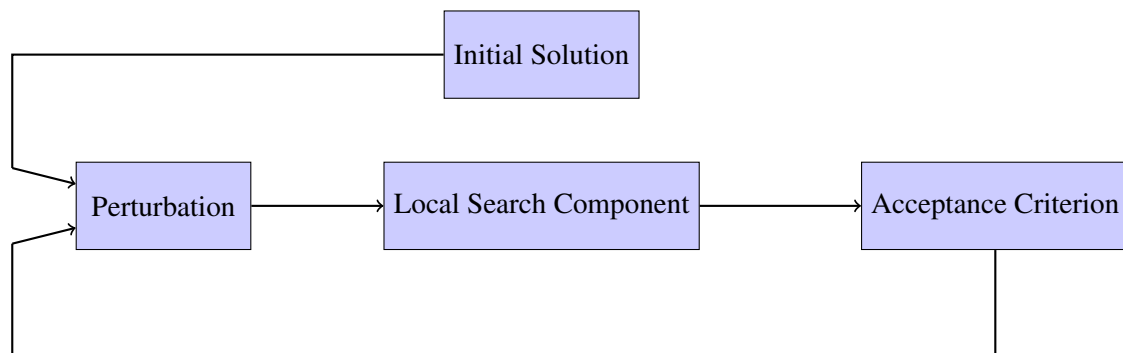 Initial Solution
Perturbation
Local Search Component
Acceptance Criterion